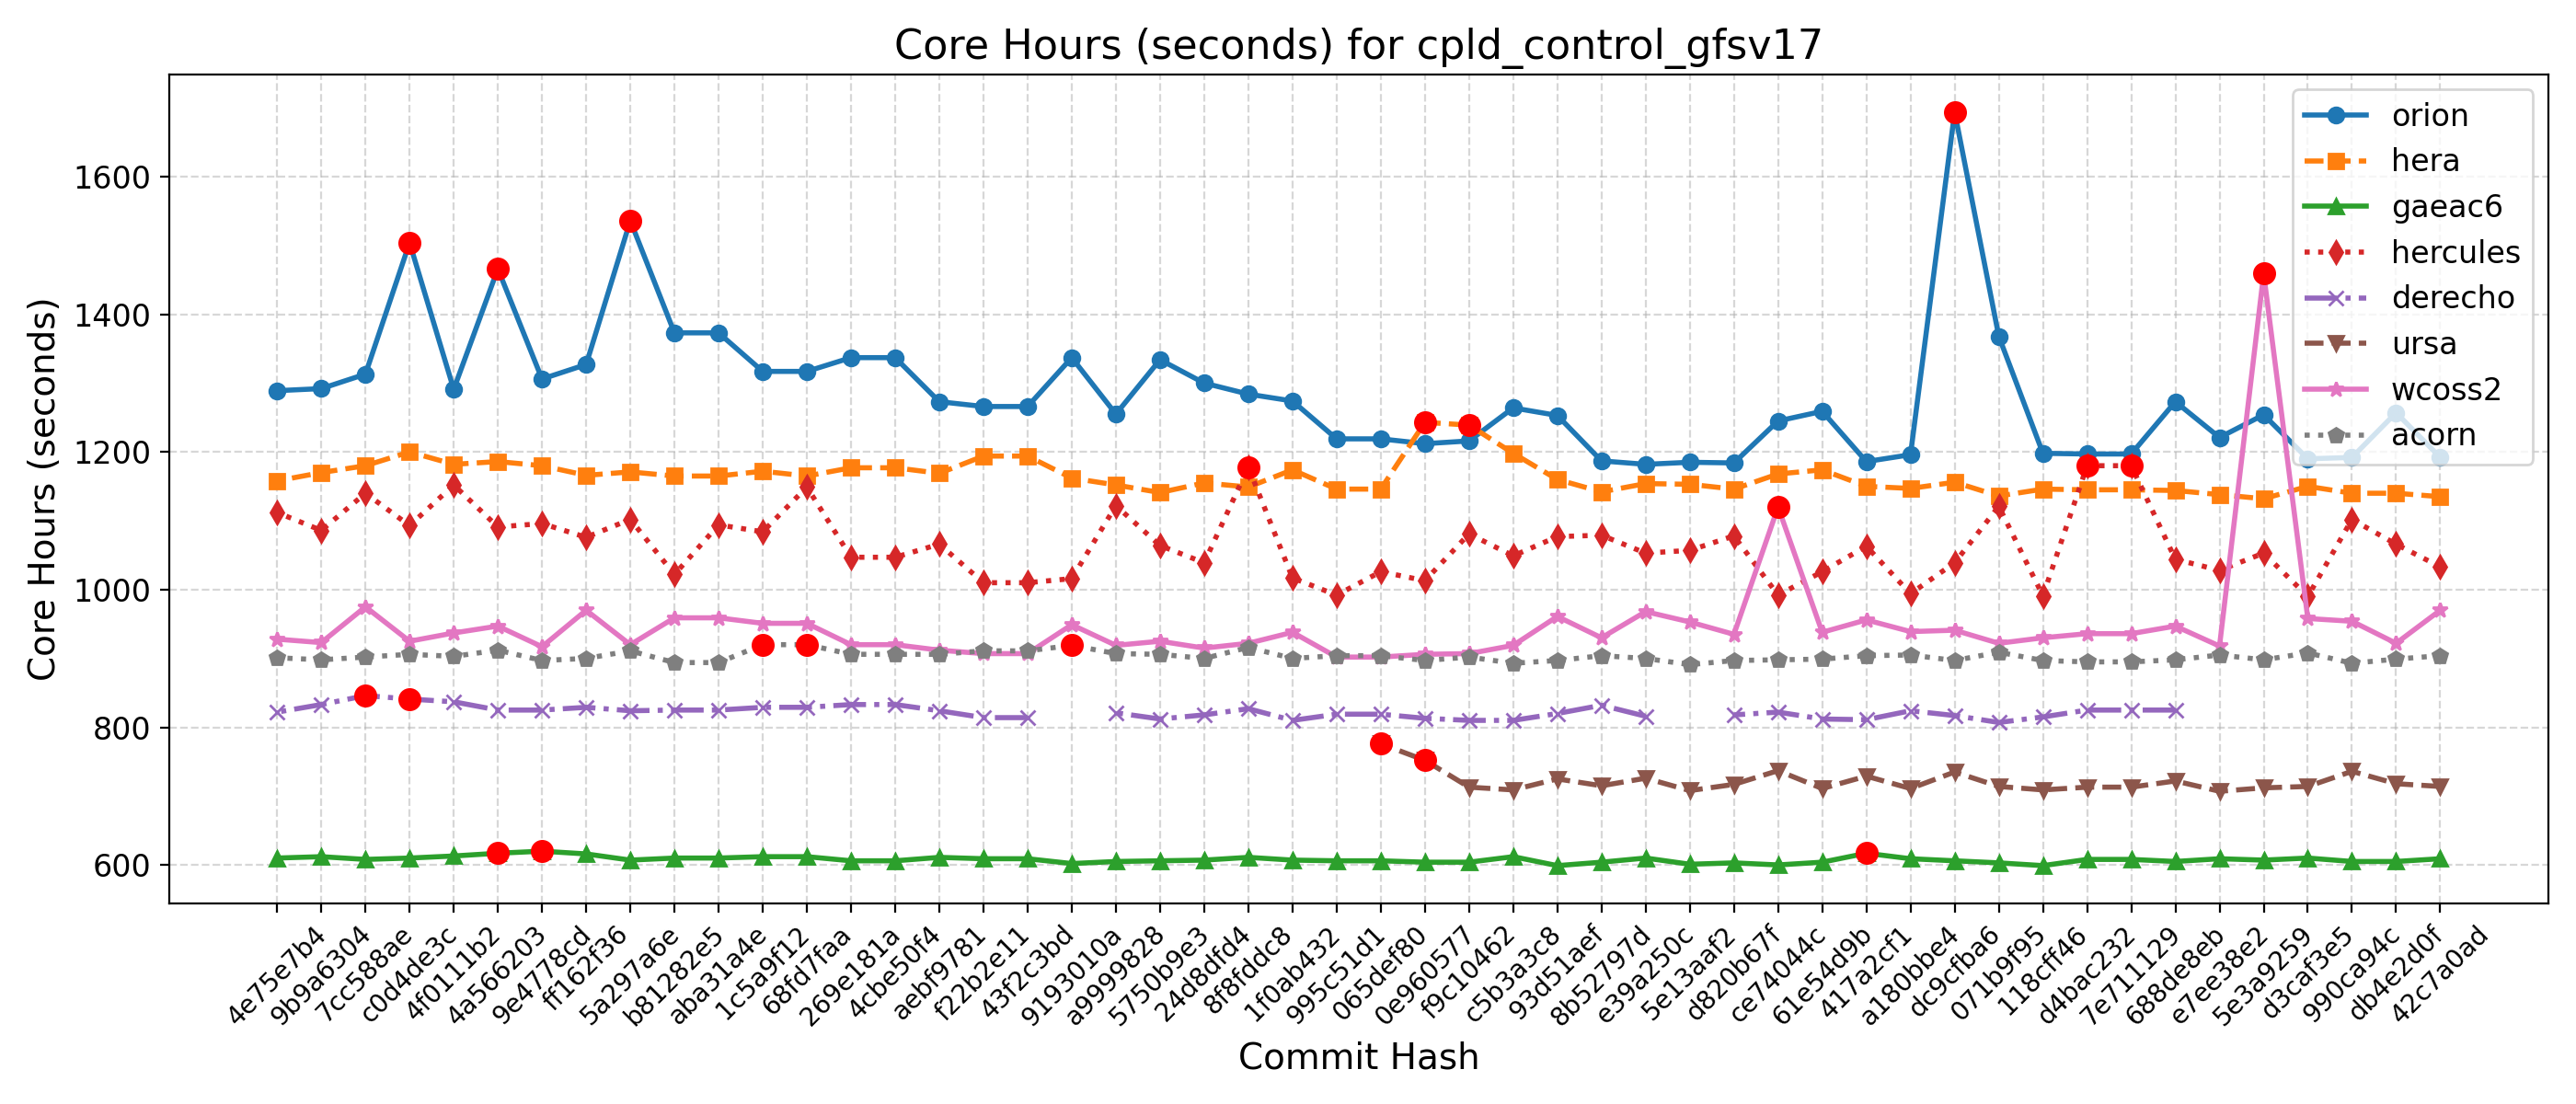 Core Hours (seconds) for cpld_control_gfsv17
Core Hours (seconds)
1600
1400
1200
1000
800
600
orion
hera
gaeac6
hercules
derecho
ursa
wcoss2
acorn
4e75e7b4
9b9a6304
7cc588ae
c0d4de3c
4f0111b2
4a566203
9e4778cd
ff162f36
5a297a6e
b81282e5
aba31a4e
1c5a9f12
68fd7faa
269e181a
4cbe50f4
aebf9781
f22b2e11
43f2c3bd
9193010a
a9999828
5750b9e3
24d8dfd4
8f8fddc8
1f0ab432
995c51d1
065def80
0e960577
f9c10462
c5b3a3c8
93d51aef
8b52797d
e39a250c
5e13aaf2
d820b67f
ce74044c
61e54d9b
417a2cf1
a180bbe4
dc9cfba6
071b9f95
118cff46
d4bac232
7e711129
688de8eb
e7ee38e2
5e3a9259
d3caf3e5
990ca94c
db4e2d0f
42c7a0ad
Commit Hash